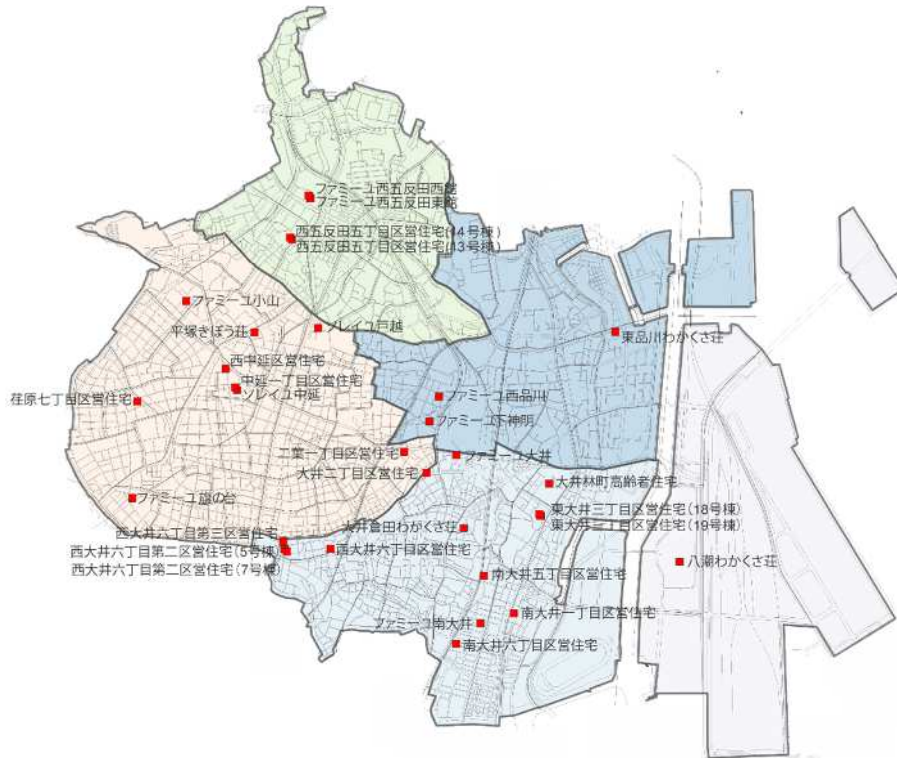 ファミーユ西五反田西館
ファミーユ西五反田東館
西五反田五丁目区営住宅(14号棟)
西五反田五丁目区営住宅(13号棟)
ファミーユ小山
平塚きぼう荘
ソレイユ戸越
東品川わかくさ荘
西中延区営住宅
中延一丁目区営住宅
ソレイユ中延
荏原七丁目区営住宅
ファミーユ西品川
ファミーユ下神明
二葉一丁目区営住宅
ファミーユ大井
大井二丁目区営住宅
大井林町高齢者住宅
ファミーユ旗の台
東大井三丁目区営住宅(18号棟)
東大井三丁目区営住宅(19号棟)
大井倉田わかくさ荘
西大井六丁目第三区営住宅
西大井六丁目第二区営住宅(5号棟)
西大井六丁目区営住宅
西大井六丁目第二区営住宅(7号棟)
八潮わかくさ荘
南大井五丁目区営住宅
南大井一丁目区営住宅
ファミーユ南大井
南大井六丁目区営住宅